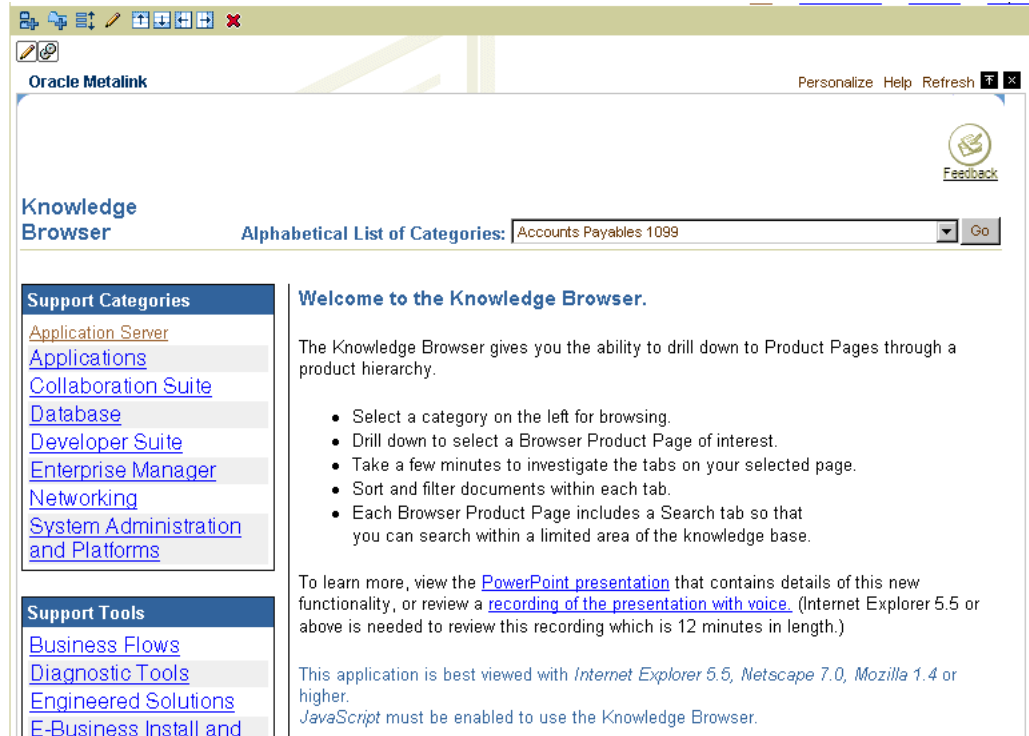 Oracle Metalink
Personalize Help Refresh
Feedback
Knowledge
Browser
Alphabetical List of Categories: Accounts Payables 1099 Go
Support Categories
Application Server
Applications
Collaboration Suite
Database
Developer Suite
Enterprise Manager
Networking
System Administration
and Platforms
Support Tools
Business Flows
Diagnostic Tools
Engineered Solutions
E-Business Install and
Welcome to the Knowledge Browser.
The Knowledge Browser gives you the ability to drill down to Product Pages through a
product hierarchy.
• Select a category on the left for browsing.
• Drill down to select a Browser Product Page of interest.
• Take a few minutes to investigate the tabs on your selected page.
• Sort and filter documents within each tab.
• Each Browser Product Page includes a Search tab so that
you can search within a limited area of the knowledge base.
To learn more, view the PowerPoint presentation that contains details of this new
functionality, or review a recording of the presentation with voice. (Internet Explorer 5.5 or
above is needed to review this recording which is 12 minutes in length.)
This application is best viewed with Internet Explorer 5.5, Netscape 7.0, Mozilla 1.4 or
higher.
JavaScript must be enabled to use the Knowledge Browser.